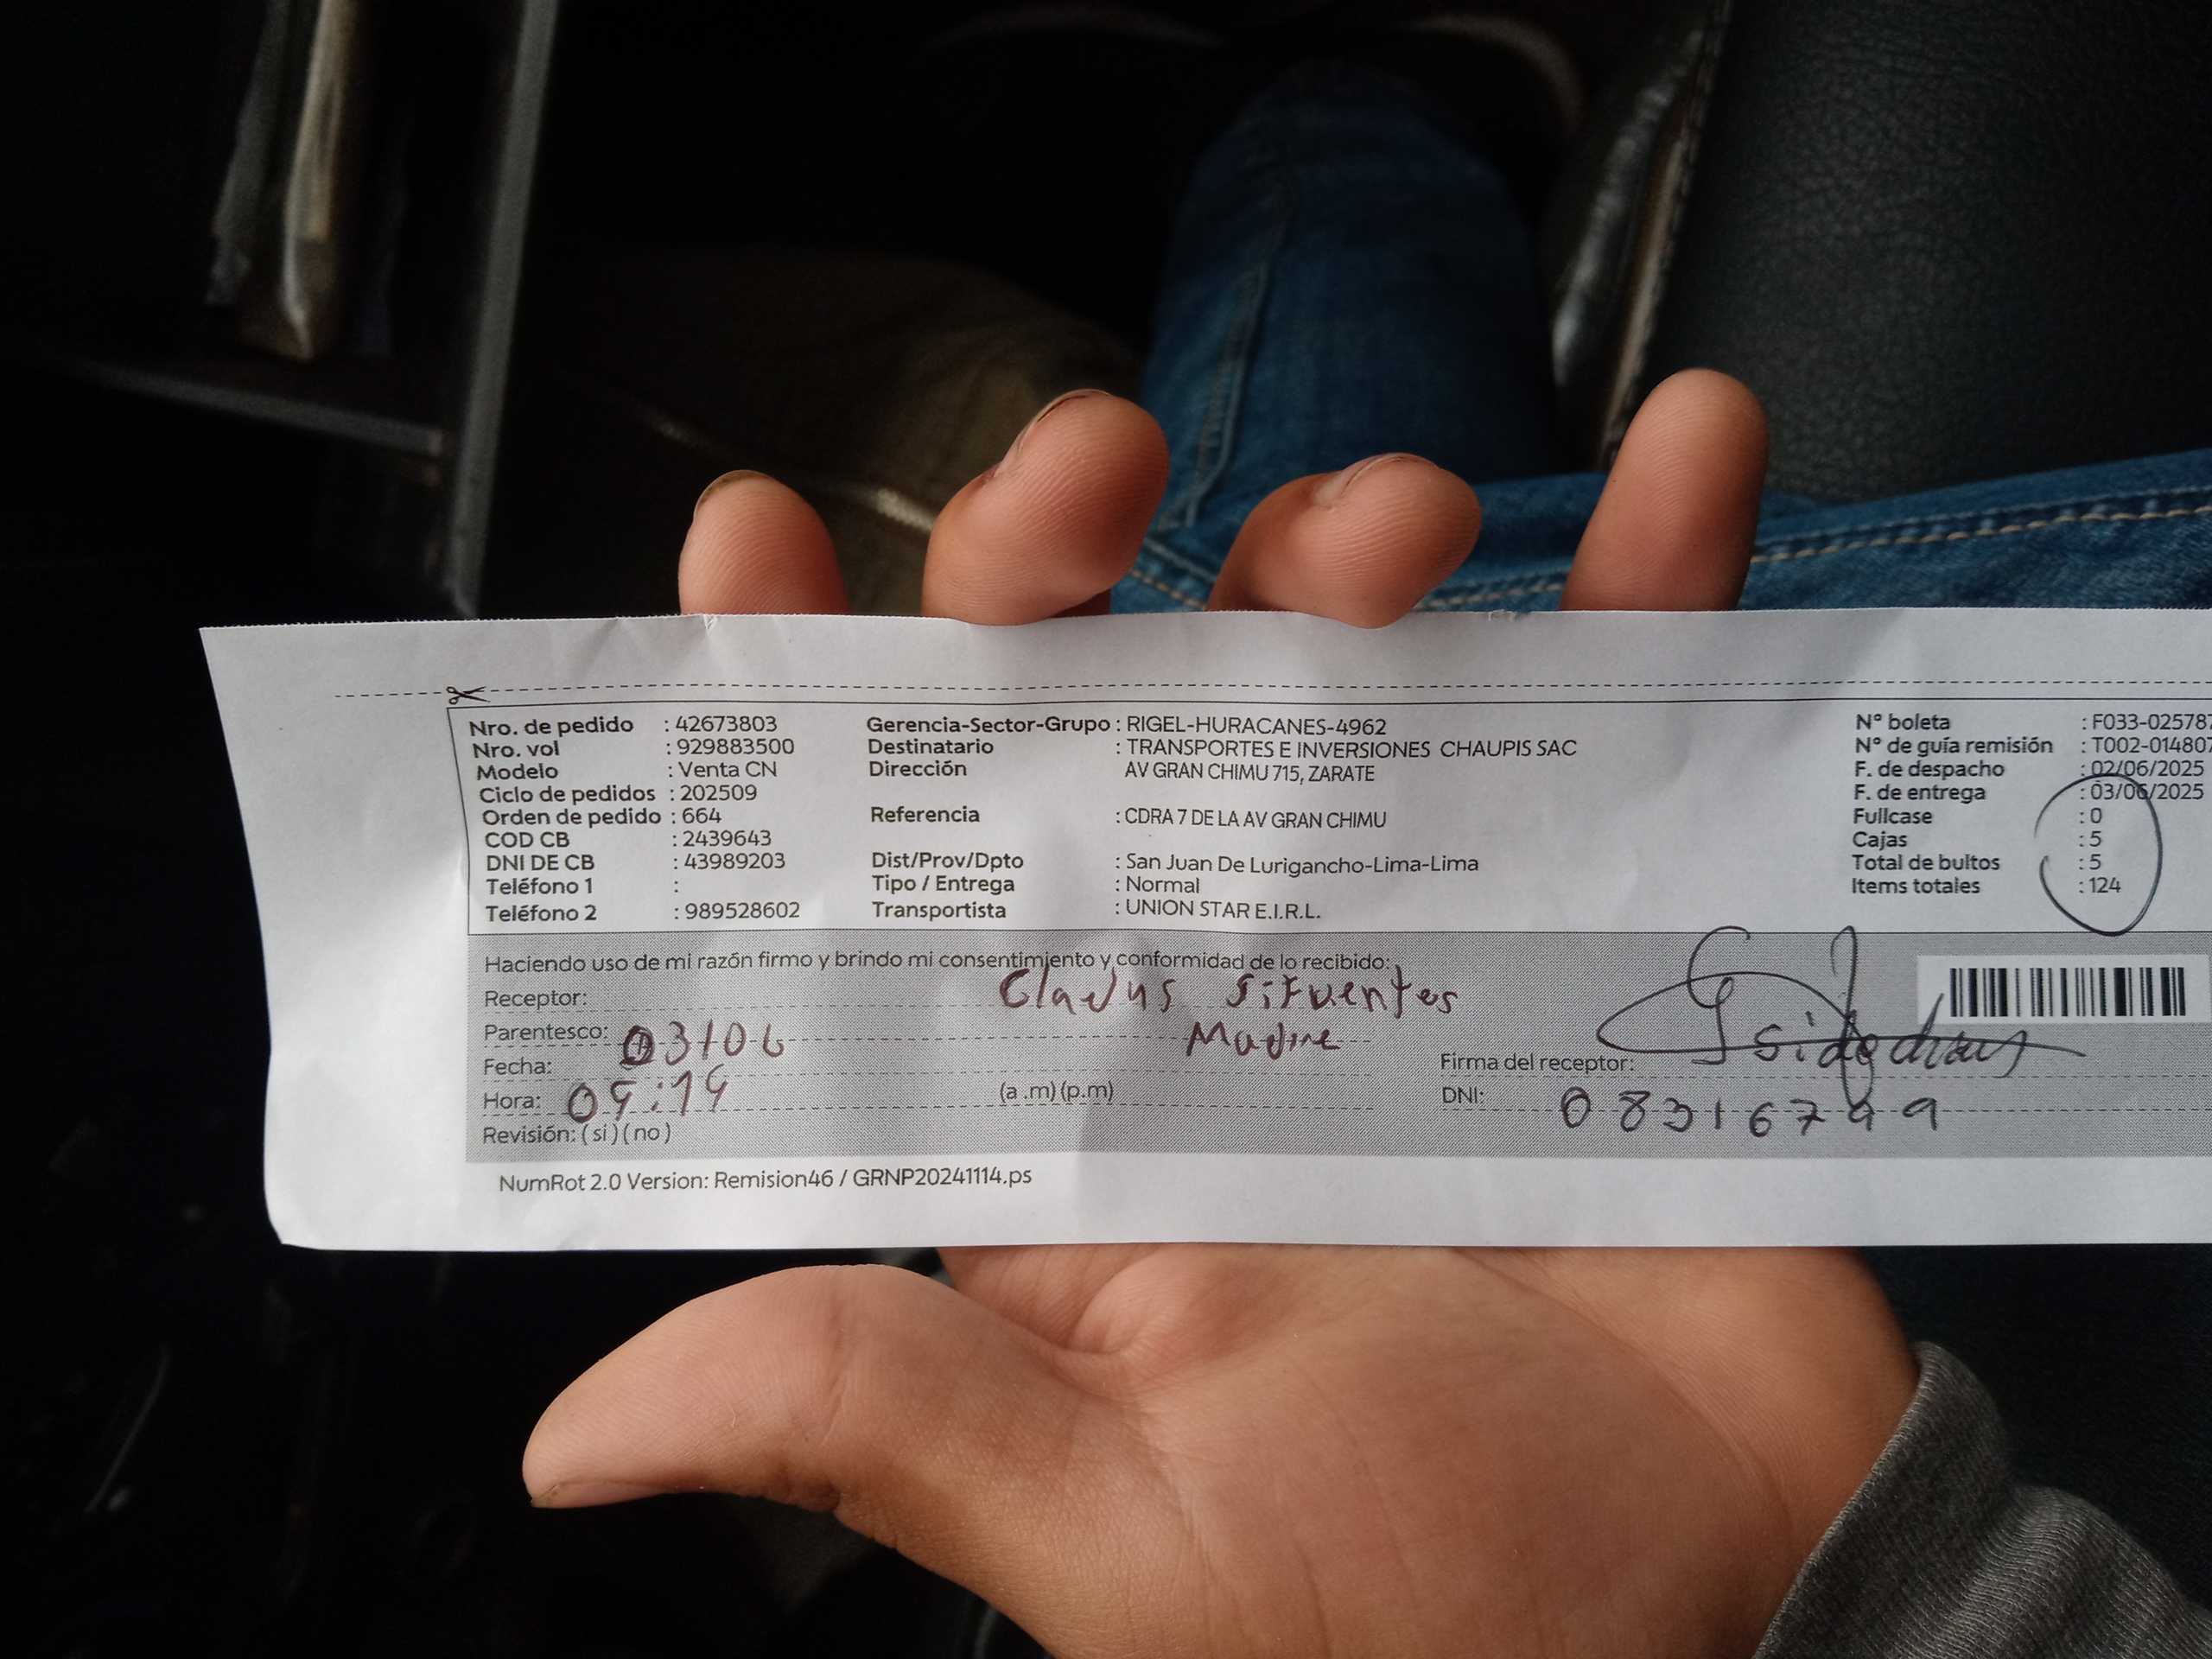 Nro. de pedido : 42673803
Nro. vol : 929883500
Modelo : Venta CN
Ciclo de pedidos : 202509
Orden de pedido : 664
COD CB : 2439643
DNI DE CB : 43989203
Teléfono 1 :
Teléfono 2 : 989528602
Gerencia-Sector-Grupo : RIGEL-HURACANES-4962
Destinatario : TRANSPORTES E INVERSIONES CHAUPIS SAC
Dirección AV GRAN CHIMU 715, ZARATE
Referencia : CDRA 7 DE LA AV GRAN CHIMU
Dist/Prov/Dpto : San Juan De Lurigancho-Lima-Lima
Tipo / Entrega : Normal
Transportista : UNION STAR E.I.R.L.
N° boleta : F033-025787
N° de guía remisión : T002-014807
F. de despacho : 02/06/2025
F. de entrega : 03/06/2025
Fullcase : 0
Cajas : 5
Total de bultos : 5
Items totales : 124
Haciendo uso de mi razón firmo y brindo mi consentimiento y conformidad de lo recibido:
Receptor: Gladys Sifuentes
Parentesco: Madre
Fecha: 03/06
Hora: (a .m) (p.m)
Revisión: ( si ) ( no )
Firma del receptor:
DNI: 08316799
NumRot 2.0 Version: Remision46 / GRNP20241114.ps